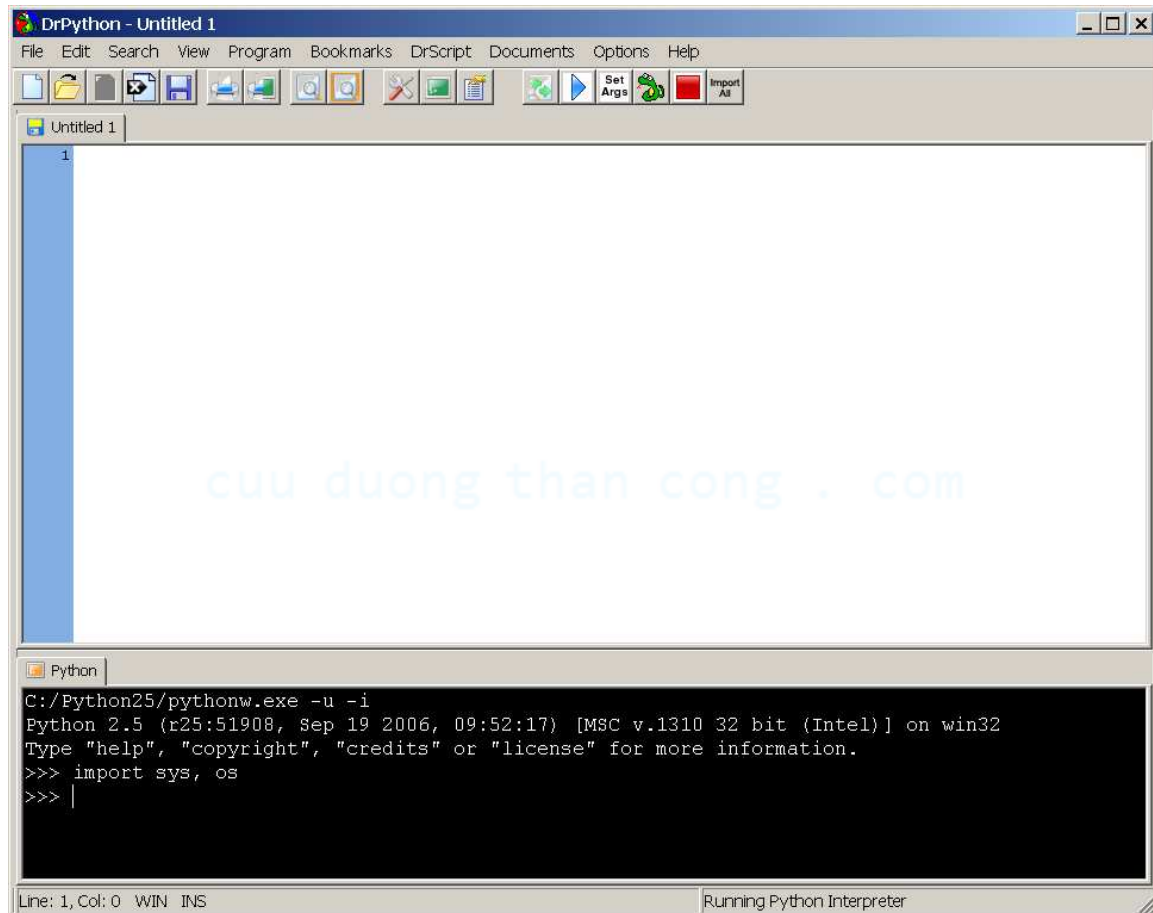 DrPython - Untitled 1
File Edit Search View Program Bookmarks DrScript Documents Options Help
Set Args
Import All
Untitled 1
1
cuu duong than cong . com
Python
C:/Python25/pythonw.exe -u -i
Python 2.5 (r25:51908, Sep 19 2006, 09:52:17) [MSC v.1310 32 bit (Intel)] on win32
Type "help", "copyright", "credits" or "license" for more information.
>>> import sys, os
>>>
Line: 1, Col: 0 WIN INS Running Python Interpreter